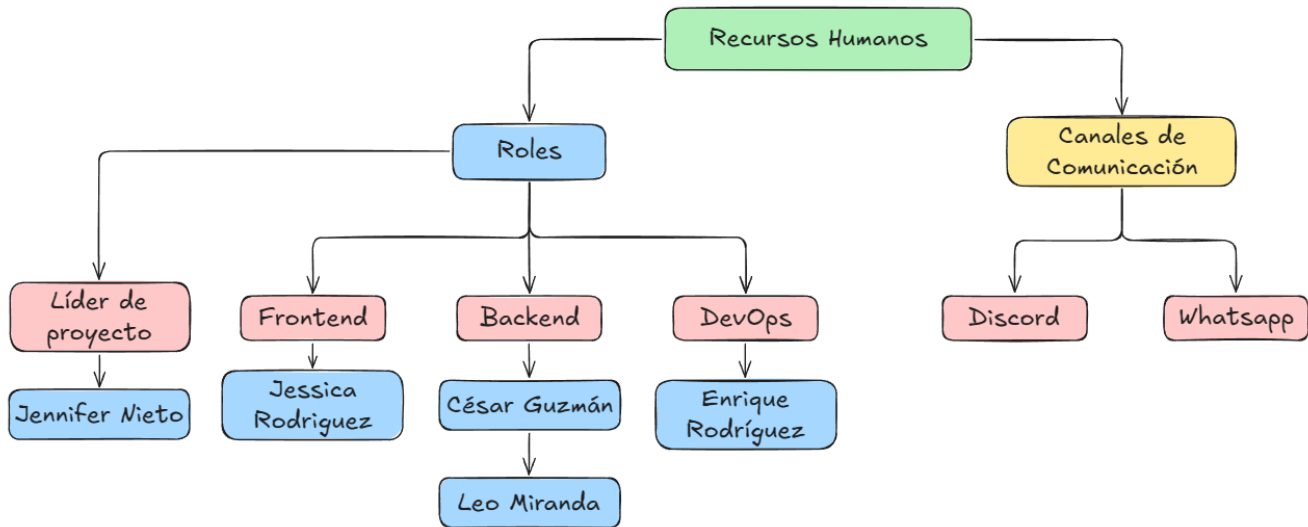 Recursos Humanos
Roles
Canales de
Comunicación
Líder de
proyecto
Frontend
Backend
DevOps
Discord
Whatsapp
Jennifer Nieto
Jessica
Rodriguez
César Guzmán
Enrique
Rodríguez
Leo Miranda